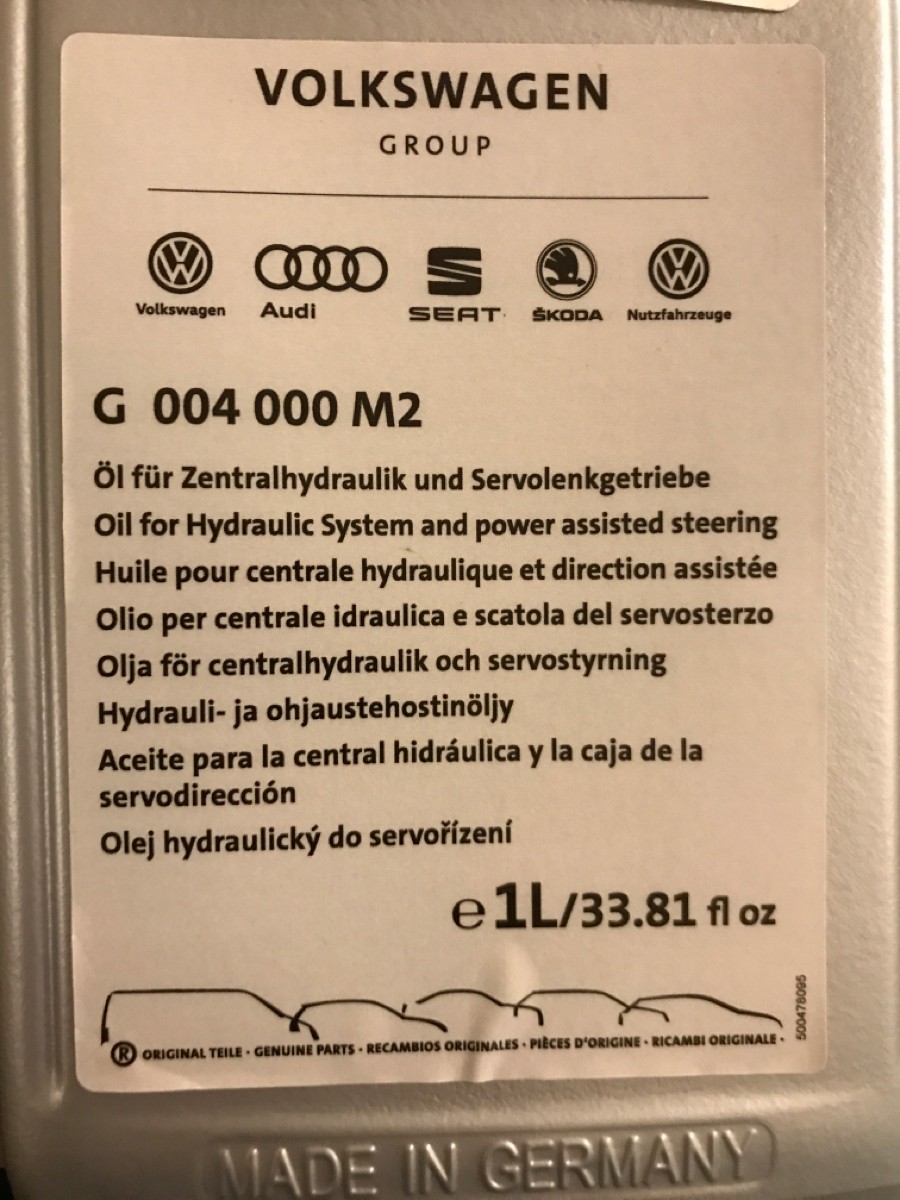 VOLKSWAGEN
GROUP
Volkswagen Audi SEAT ŠKODA Nutzfahrzeuge
G 004 000 M2
Öl für Zentralhydraulik und Servolenkgetriebe
Oil for Hydraulic System and power assisted steering
Huile pour centrale hydraulique et direction assistée
Olio per centrale idraulica e scatola del servosterzo
Olja för centralhydraulik och servostyrning
Hydrauli- ja ohjaustehostinöljy
Aceite para la central hidráulica y la caja de la
servodirección
Olej hydraulický do servořízení
℮ 1L/33.81 fl oz
500478095
® ORIGINAL TEILE · GENUINE PARTS · RECAMBIOS ORIGINALES · PIÈCES D'ORIGINE · RICAMBI ORIGINALE ·
MADE IN GERMANY